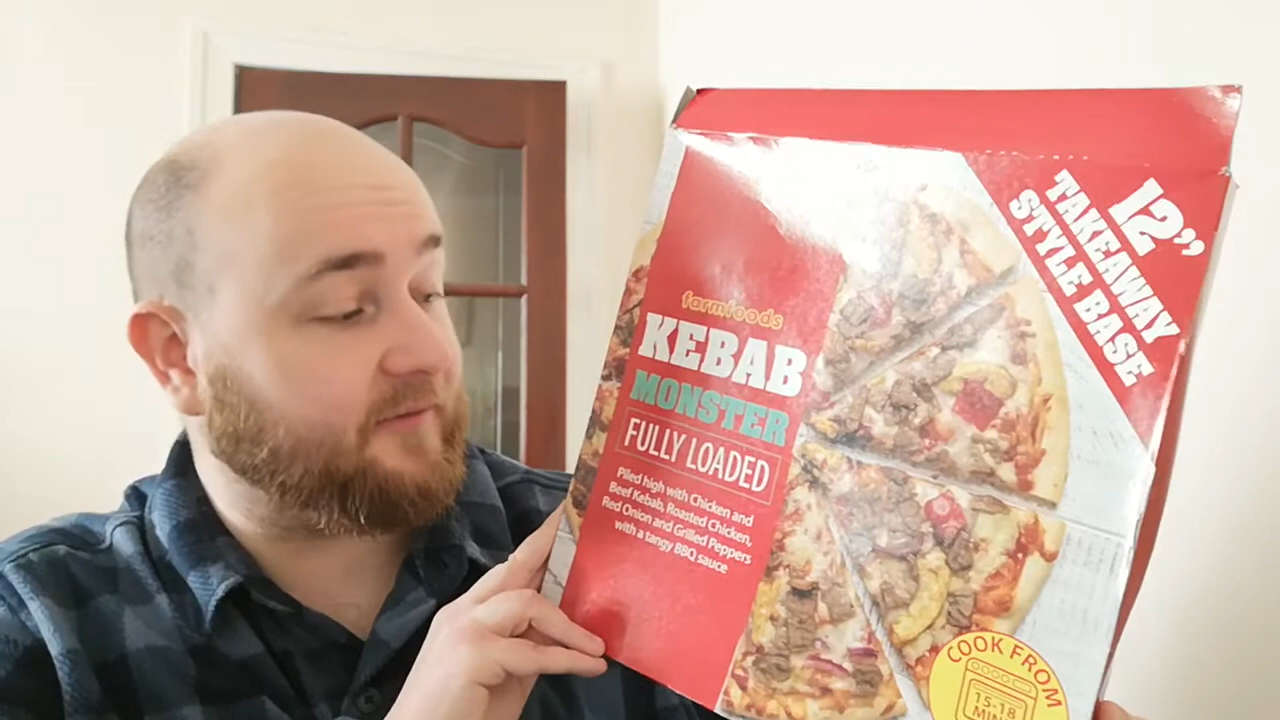 12”
TAKEAWAY
STYLE BASE
farmfoods
KEBAB
MONSTER
FULLY LOADED
Piled high with Chicken and
Beef Kebab, Roasted Chicken,
Red Onion and Grilled Peppers
with a tangy BBQ sauce
COOK FROM
15-18
MIN